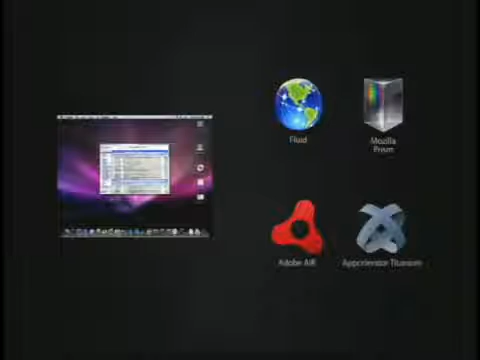 Fluid
Mozilla
Prism
Adobe AIR
Appcelerator Titanium